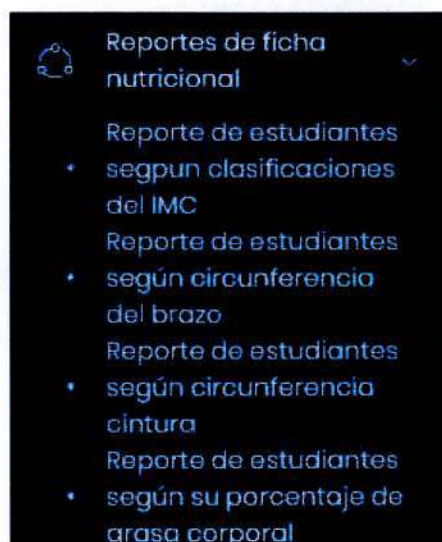 Reportes de ficha
nutricional
Reporte de estudiantes
segpun clasificaciones
del IMC
Reporte de estudiantes
según circunferencia
del brazo
Reporte de estudiantes
según circunferencia
cintura
Reporte de estudiantes
según su porcentaje de
grasa corporal